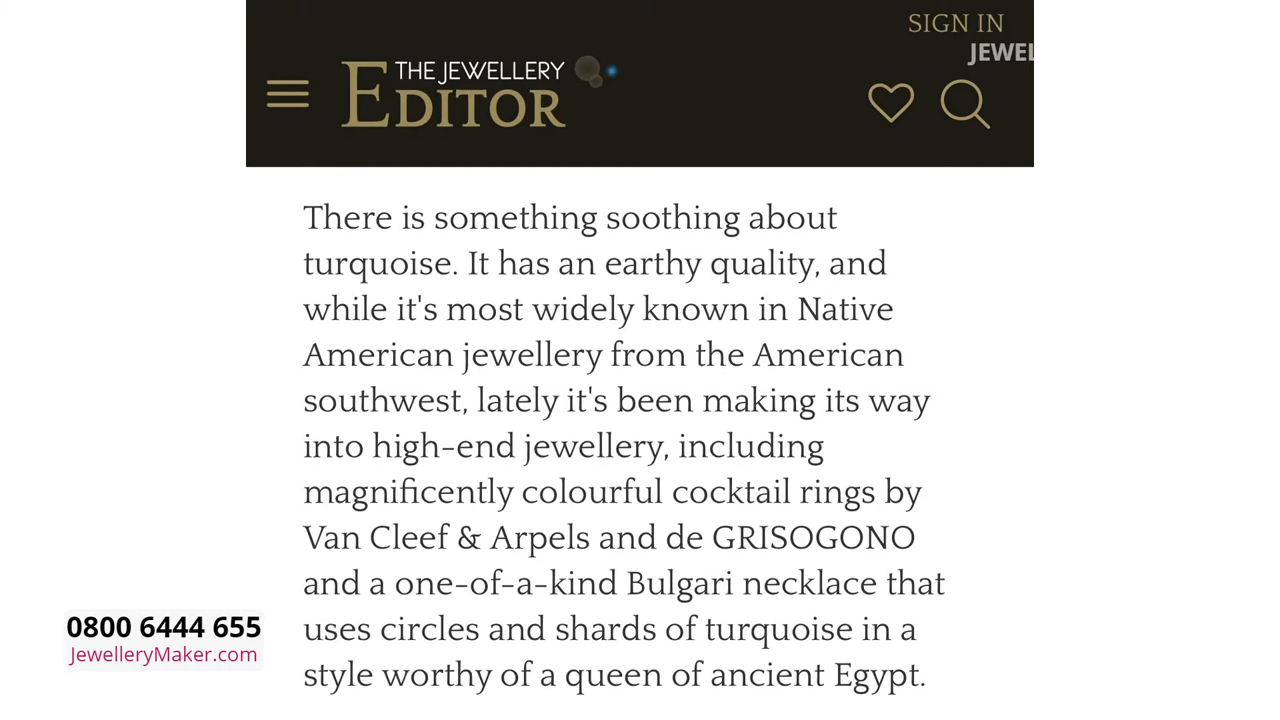 SIGN IN
JEWEL
THE JEWELLERY
EDITOR
There is something soothing about
turquoise. It has an earthy quality, and
while it's most widely known in Native
American jewellery from the American
southwest, lately it's been making its way
into high-end jewellery, including
magnificently colourful cocktail rings by
Van Cleef & Arpels and de GRISOGONO
and a one-of-a-kind Bulgari necklace that
uses circles and shards of turquoise in a
style worthy of a queen of ancient Egypt.
0800 6444 655
JewelleryMaker.com